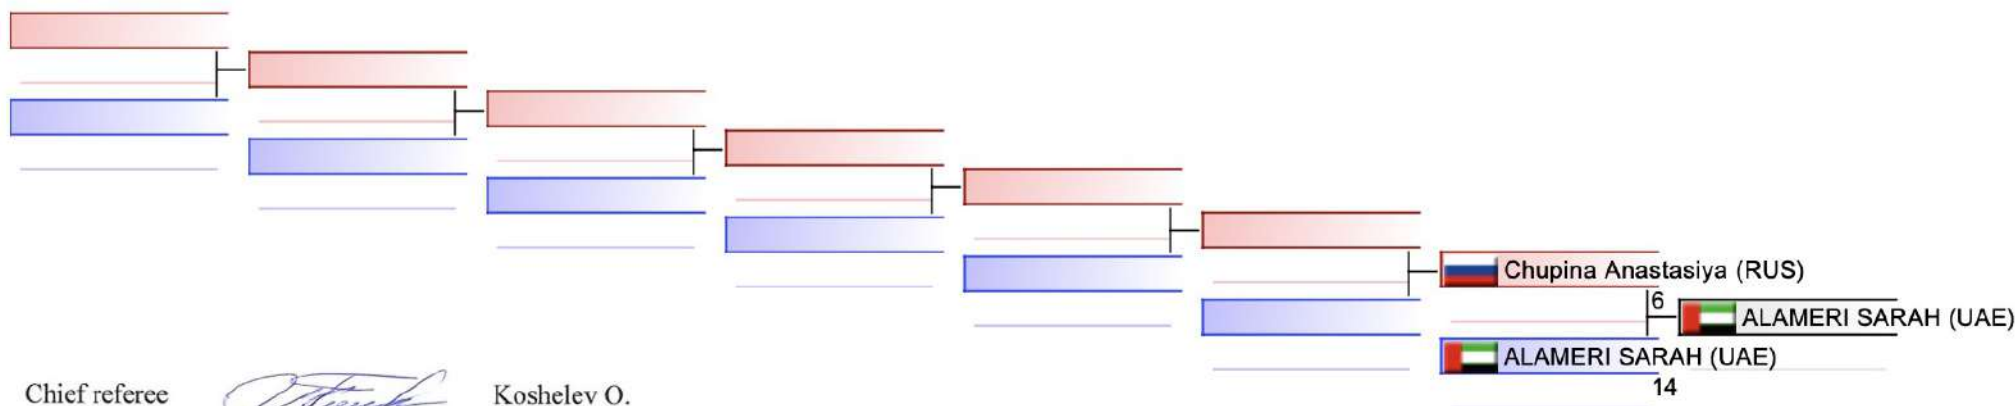 Chupina Anastasiya (RUS)
6
ALAMERI SARAH (UAE)
ALAMERI SARAH (UAE)
14
Chief referee Koshelev O.